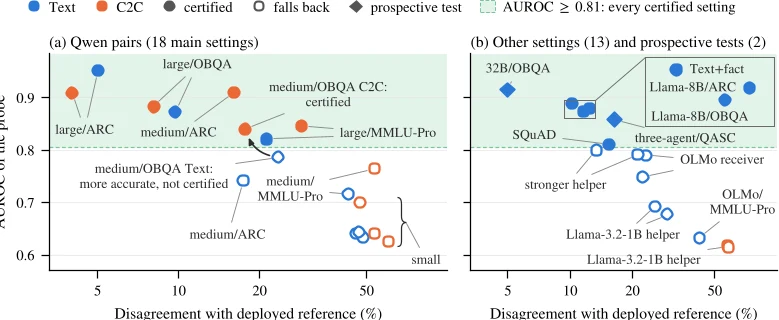 Text C2C certified falls back prospective test AUROC ≥ 0.81: every certified setting
(a) Qwen pairs (18 main settings)
(b) Other settings (13) and prospective tests (2)
AUROC of the probe
0.9
0.8
0.7
0.6
large/OBQA
medium/OBQA C2C:
certified
large/ARC
medium/ARC
large/MMLU-Pro
medium/OBQA Text:
more accurate, not certified
medium/
MMLU-Pro
medium/ARC
small
5 10 20 50
Disagreement with deployed reference (%)
32B/OBQA
Text+fact
Llama-8B/ARC
Llama-8B/OBQA
SQuAD
three-agent/QASC
OLMo receiver
stronger helper
OLMo/
MMLU-Pro
Llama-3.2-1B helper
Llama-3.2-1B helper
5 10 20 50
Disagreement with deployed reference (%)